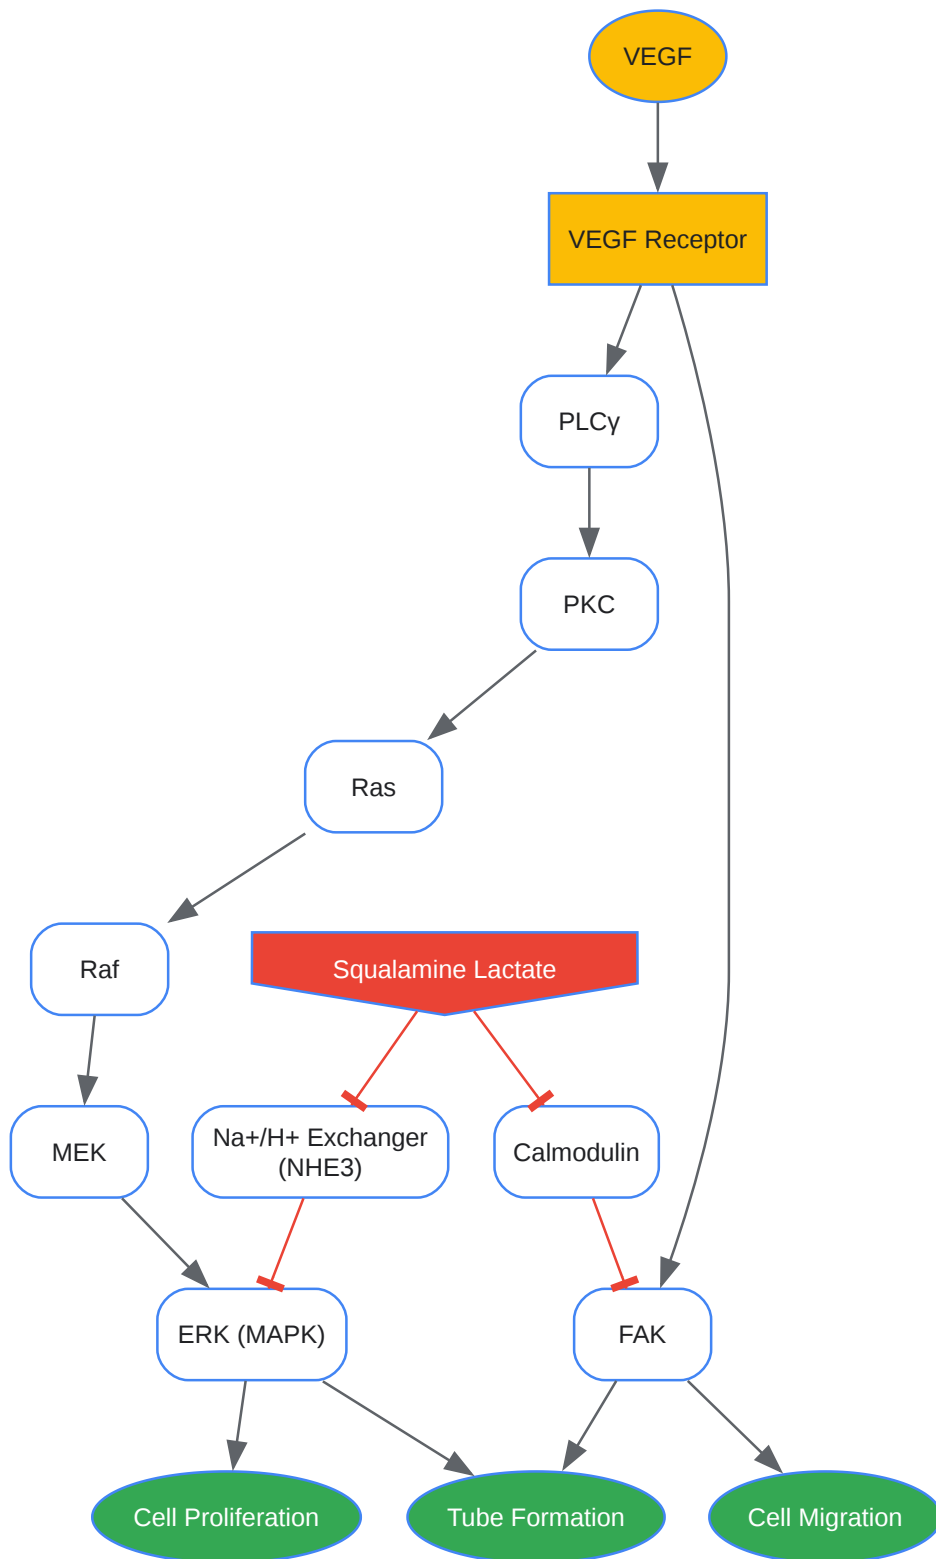 VEGF
VEGF Receptor
PLCγ
PKC
Ras
Raf
Squalamine Lactate
MEK
Na+/H+ Exchanger
(NHE3)
Calmodulin
ERK (MAPK)
FAK
Cell Proliferation
Tube Formation
Cell Migration